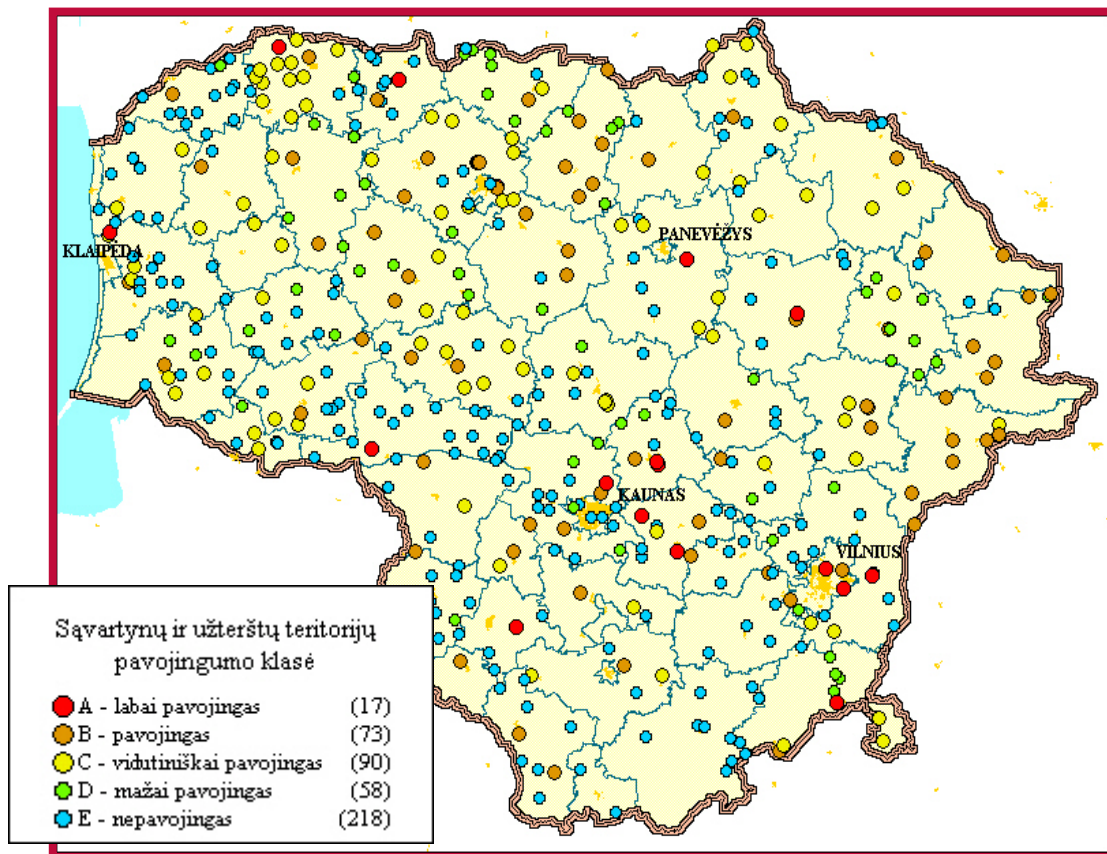 KLAIPĖDA
PANEVĖŽYS
KAUNAS
VILNIUS
Sąvartynų ir užterštų teritorijų
pavojingumo klasė
A - labai pavojingas (17)
B - pavojingas (73)
C - vidutiniškai pavojingas (90)
D - mažai pavojingas (58)
E - nepavojingas (218)